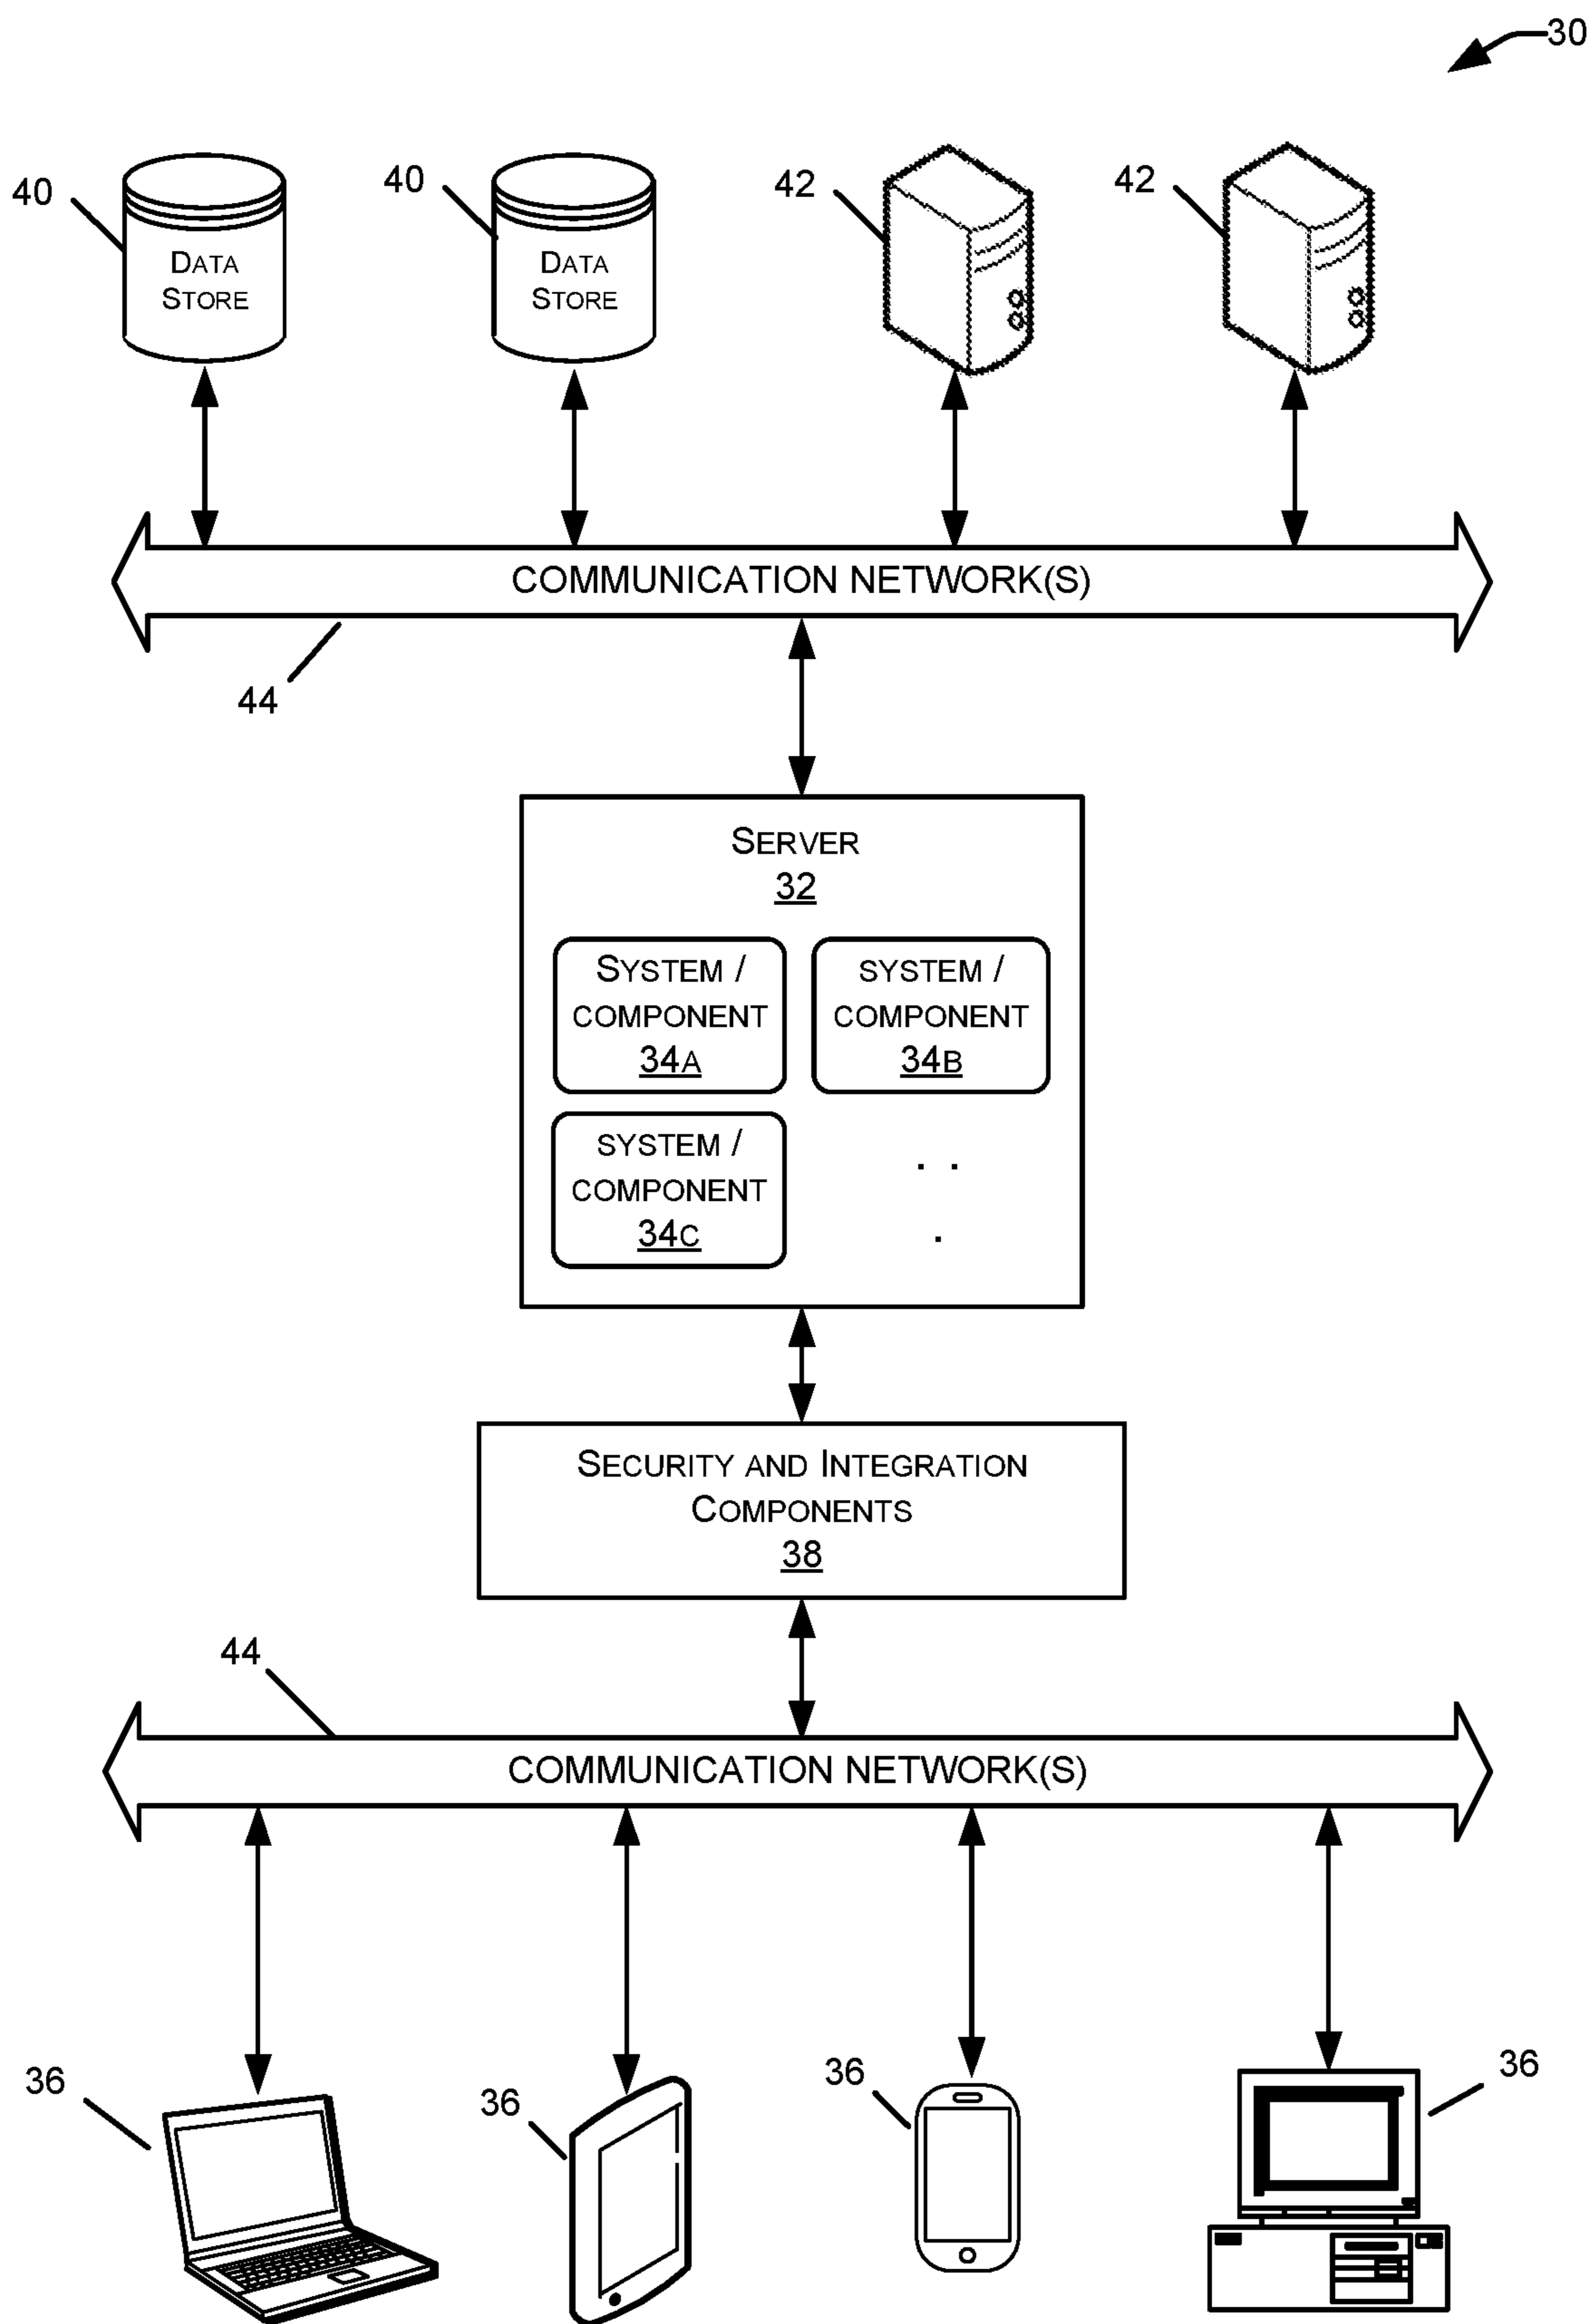 30
40
40
42
42
DATA
STORE
DATA
STORE
COMMUNICATION NETWORK(S)
44
SERVER
32
SYSTEM /
COMPONENT
34A
SYSTEM /
COMPONENT
34B
SYSTEM /
COMPONENT
34C
. .
.
SECURITY AND INTEGRATION
COMPONENTS
38
44
COMMUNICATION NETWORK(S)
36
36
36
36